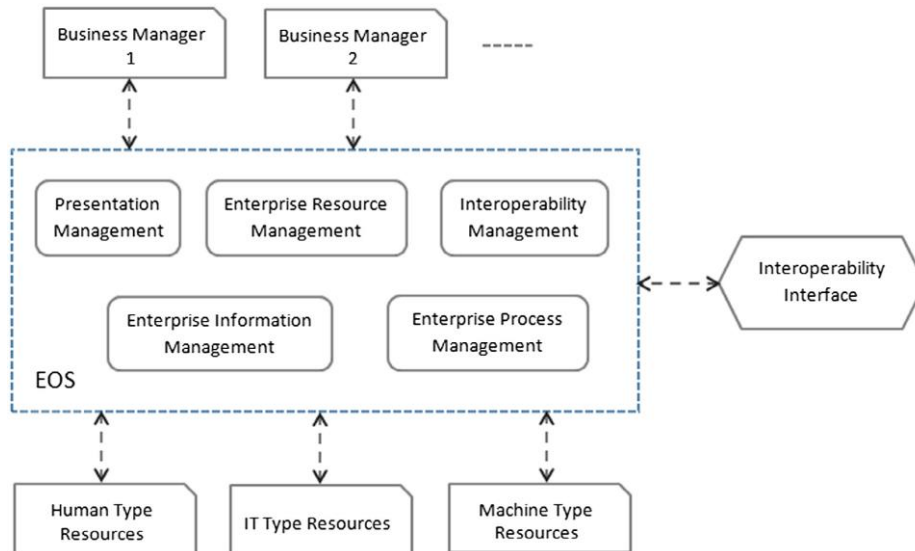 Business Manager
1
Business Manager
2
Presentation
Management
Enterprise Resource
Management
Interoperability
Management
Interoperability
Interface
Enterprise Information
Management
Enterprise Process
Management
EOS
Human Type
Resources
IT Type Resources
Machine Type
Resources